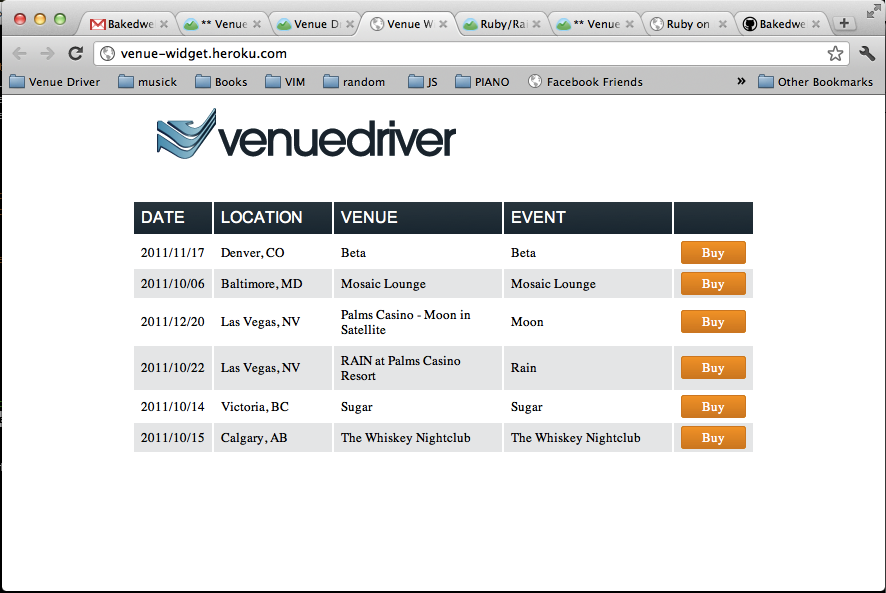 Bakedwe
** Venue
Venue D
Venue W
Ruby/Rai
** Venue
Ruby on
Bakedwe
venue-widget.heroku.com
Venue Driver musick Books VIM random JS PIANO Facebook Friends » Other Bookmarks
venuedriver
DATE LOCATION VENUE EVENT
2011/11/17 Denver, CO Beta Beta Buy
2011/10/06 Baltimore, MD Mosaic Lounge Mosaic Lounge Buy
2011/12/20 Las Vegas, NV Palms Casino - Moon in Moon Buy
Satellite
2011/10/22 Las Vegas, NV RAIN at Palms Casino Rain Buy
Resort
2011/10/14 Victoria, BC Sugar Sugar Buy
2011/10/15 Calgary, AB The Whiskey Nightclub The Whiskey Nightclub Buy